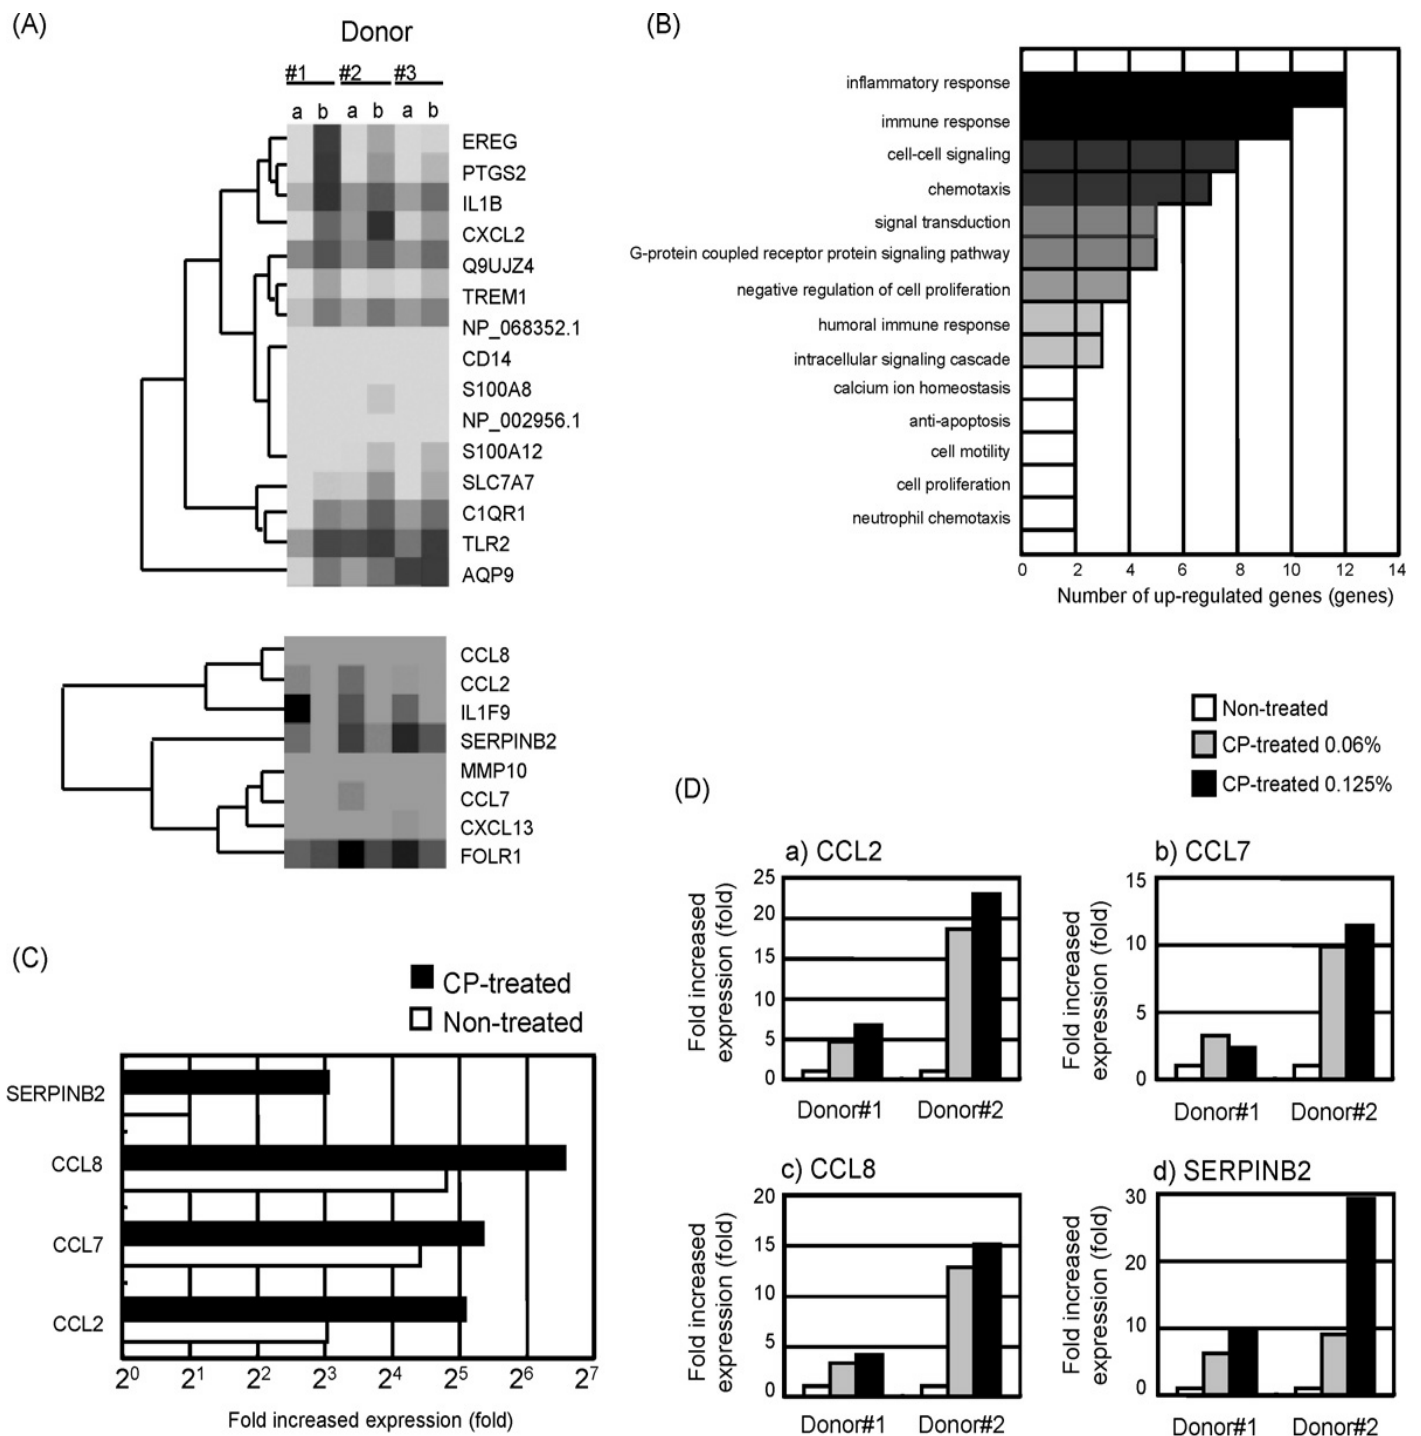 (A)
Donor
#1 #2 #3
a b a b a b
EREG
PTGS2
IL1B
CXCL2
Q9UJZ4
TREM1
NP_068352.1
CD14
S100A8
NP_002956.1
S100A12
SLC7A7
C1QR1
TLR2
AQP9
CCL8
CCL2
IL1F9
SERPINB2
MMP10
CCL7
CXCL13
FOLR1
(B)
inflammatory response
immune response
cell-cell signaling
chemotaxis
signal transduction
G-protein coupled receptor protein signaling pathway
negative regulation of cell proliferation
humoral immune response
intracellular signaling cascade
calcium ion homeostasis
anti-apoptosis
cell motility
cell proliferation
neutrophil chemotaxis
0 2 4 6 8 10 12 14
Number of up-regulated genes (genes)
(C)
CP-treated
Non-treated
SERPINB2
CCL8
CCL7
CCL2
2⁰ 2¹ 2² 2³ 2⁴ 2⁵ 2⁶ 2⁷
Fold increased expression (fold)
Non-treated
CP-treated 0.06%
CP-treated 0.125%
(D)
a) CCL2
Fold increased
expression (fold)
25
20
15
10
5
0
Donor#1 Donor#2
b) CCL7
Fold increased
expression (fold)
15
10
5
0
Donor#1 Donor#2
c) CCL8
Fold increased
expression (fold)
20
15
10
5
0
Donor#1 Donor#2
d) SERPINB2
Fold increased
expression (fold)
30
20
10
0
Donor#1 Donor#2